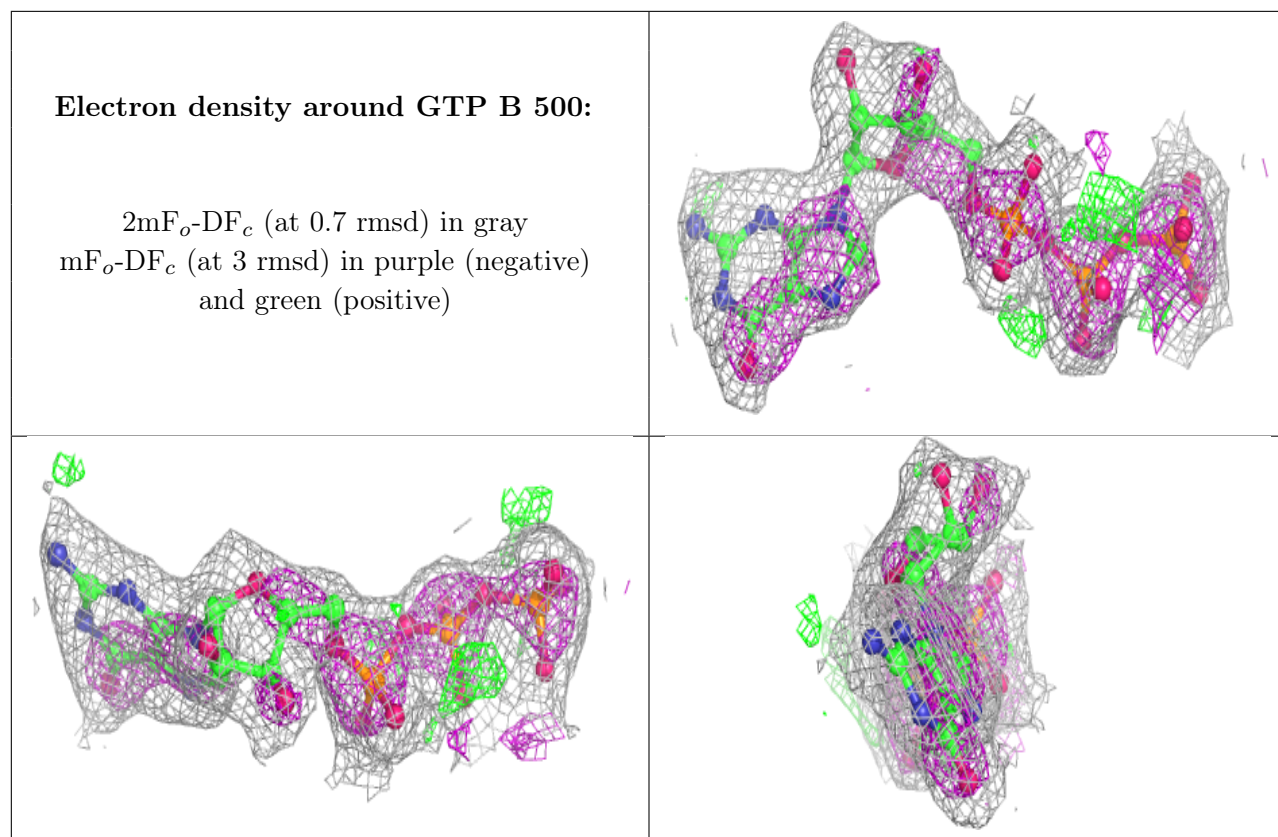 Electron density around GTP B 500:
2mFo-DFc (at 0.7 rmsd) in gray
mFo-DFc (at 3 rmsd) in purple (negative)
and green (positive)